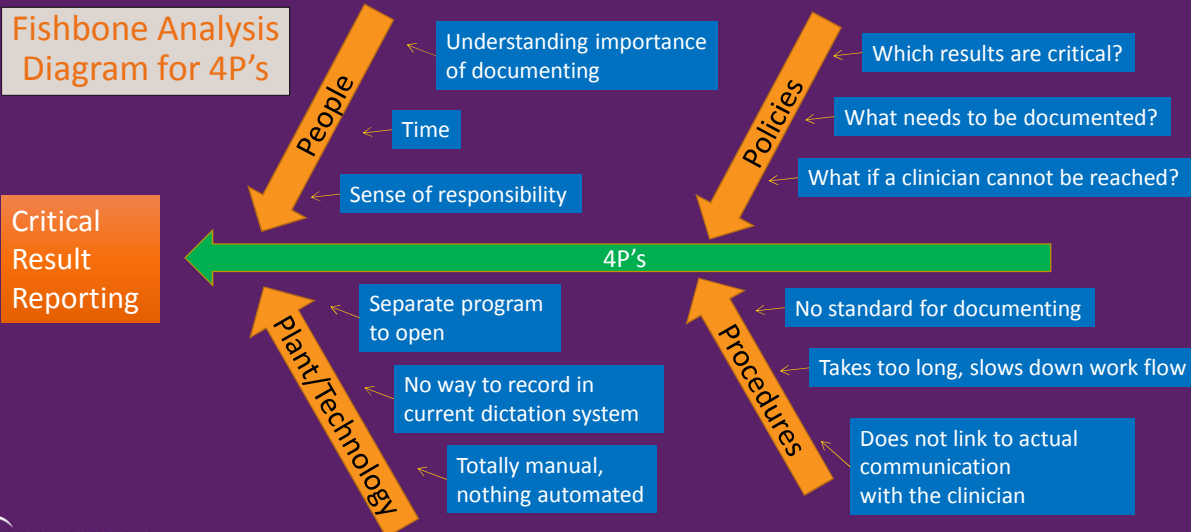 Fishbone Analysis
Diagram for 4P's
People
Understanding importance
of documenting
Time
Sense of responsibility
Policies
Which results are critical?
What needs to be documented?
What if a clinician cannot be reached?
Critical
Result
Reporting
4P's
Plant/Technology
Separate program
to open
No way to record in
current dictation system
Totally manual,
nothing automated
Procedures
No standard for documenting
Takes too long, slows down work flow
Does not link to actual
communication
with the clinician